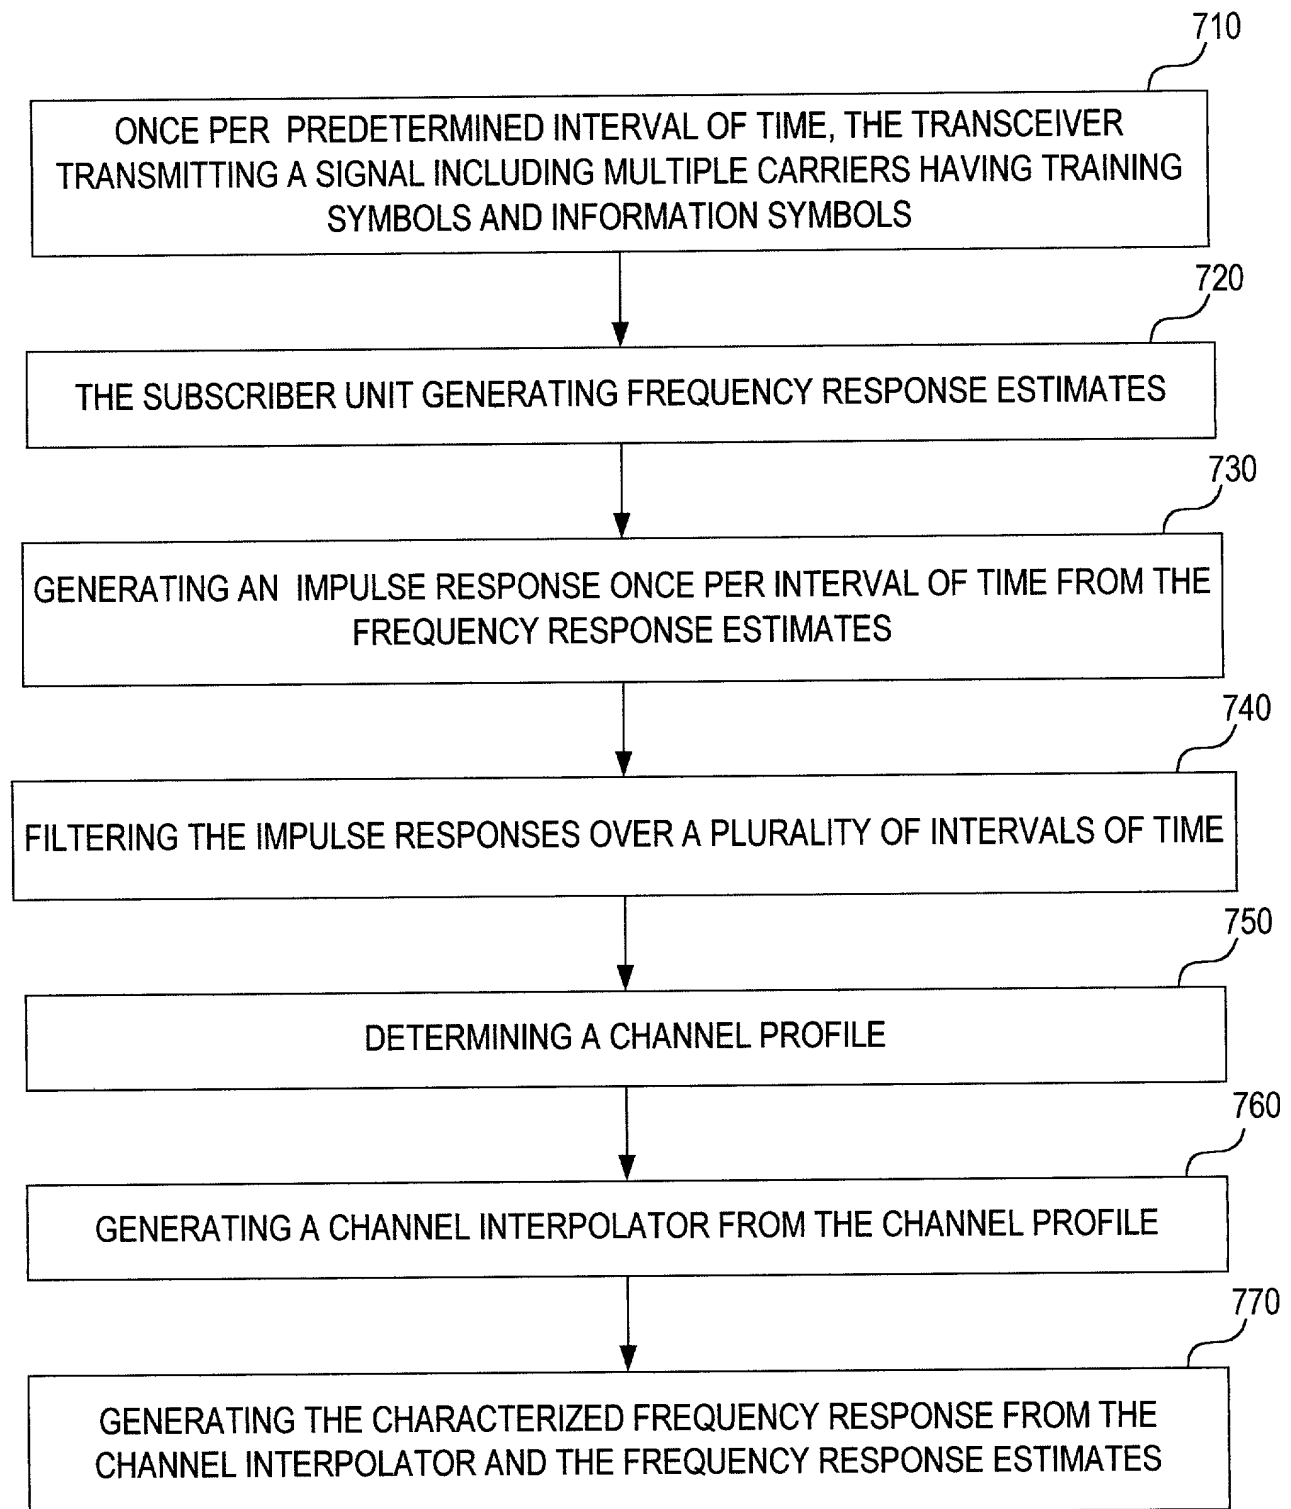 710
ONCE PER PREDETERMINED INTERVAL OF TIME, THE TRANSCEIVER
TRANSMITTING A SIGNAL INCLUDING MULTIPLE CARRIERS HAVING TRAINING
SYMBOLS AND INFORMATION SYMBOLS
720
THE SUBSCRIBER UNIT GENERATING FREQUENCY RESPONSE ESTIMATES
730
GENERATING AN IMPULSE RESPONSE ONCE PER INTERVAL OF TIME FROM THE
FREQUENCY RESPONSE ESTIMATES
740
FILTERING THE IMPULSE RESPONSES OVER A PLURALITY OF INTERVALS OF TIME
750
DETERMINING A CHANNEL PROFILE
760
GENERATING A CHANNEL INTERPOLATOR FROM THE CHANNEL PROFILE
770
GENERATING THE CHARACTERIZED FREQUENCY RESPONSE FROM THE
CHANNEL INTERPOLATOR AND THE FREQUENCY RESPONSE ESTIMATES